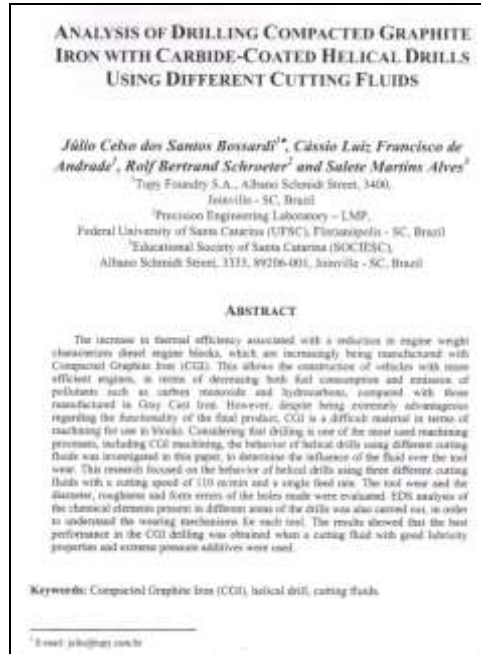 ANALYSIS OF DRILLING COMPACTED GRAPHITE
IRON WITH CARBIDE-COATED HELICAL DRILLS
USING DIFFERENT CUTTING FLUIDS
Júlio Celso dos Santos Bossardi¹*, Cássio Luiz Francisco de
Andrade¹, Rolf Bertrand Schroeter² and Salete Martins Alves³
¹Tupy Foundry S.A., Albano Schmidt Street, 3400,
Joinville - SC, Brazil
²Precision Engineering Laboratory – LMP,
Federal University of Santa Catarina (UFSC), Florianópolis - SC, Brazil
³Educational Society of Santa Catarina (SOCIESC),
Albano Schmidt Street, 3333, 89206-001, Joinville - SC, Brazil
ABSTRACT
The increase in thermal efficiency associated with a reduction in engine weight
characterizes diesel engine blocks, which are increasingly being manufactured with
Compacted Graphite Iron (CGI). This allows the construction of vehicles with more
efficient engines, in terms of decreasing both fuel consumption and emission of
pollutants such as carbon monoxide and hydrocarbons, compared with those
manufactured in Gray Cast Iron. However, despite being extremely advantageous
regarding the functionality of the final product, CGI is a difficult material in terms of
machining for use in blocks. Considering that drilling is one of the most used machining
processes, including CGI machining, the behavior of helical drills using different cutting
fluids was investigated in this paper, to determine the influence of the fluid over the tool
wear. This research focused on the behavior of helical drills using three different cutting
fluids with a cutting speed of 110 m/min and a single feed rate. The tool wear and the
diameter, roughness and form errors of the holes made were evaluated. EDS analysis of
the chemical elements present in different areas of the drills was also carried out, in order
to understand the wearing mechanisms for each tool. The results showed that the best
performance in the CGI drilling was obtained when a cutting fluid with good lubricity
properties and extreme pressure additives were used.
Keywords: Compacted Graphite Iron (CGI), helical drill, cutting fluids.
* E-mail: julio@tupy.com.br